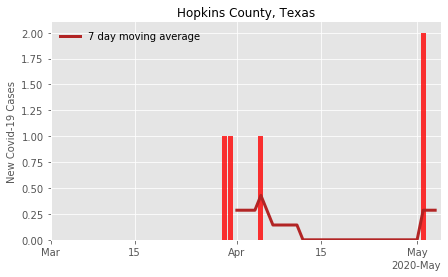 Hopkins County, Texas
7 day moving average
New Covid-19 Cases
2.00
1.75
1.50
1.25
1.00
0.75
0.50
0.25
0.00
Mar 15 Apr 15 May
2020-May